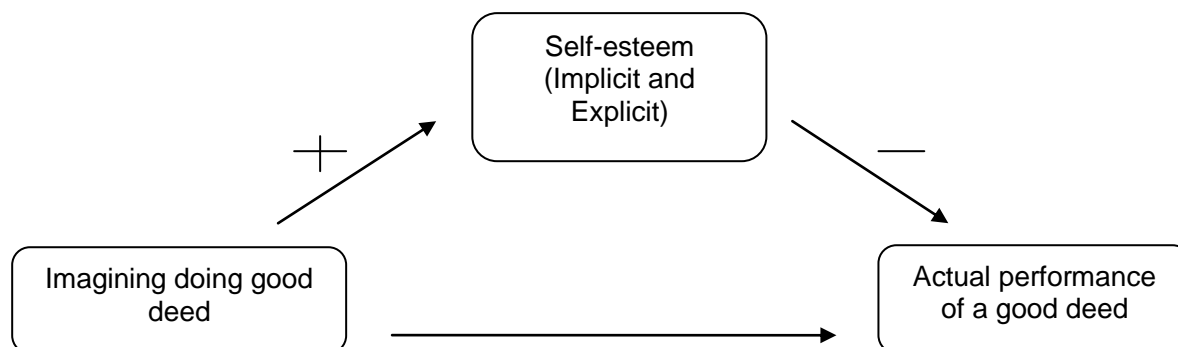 Self-esteem
(Implicit and
Explicit)
+
—
Imagining doing good
deed
Actual performance
of a good deed